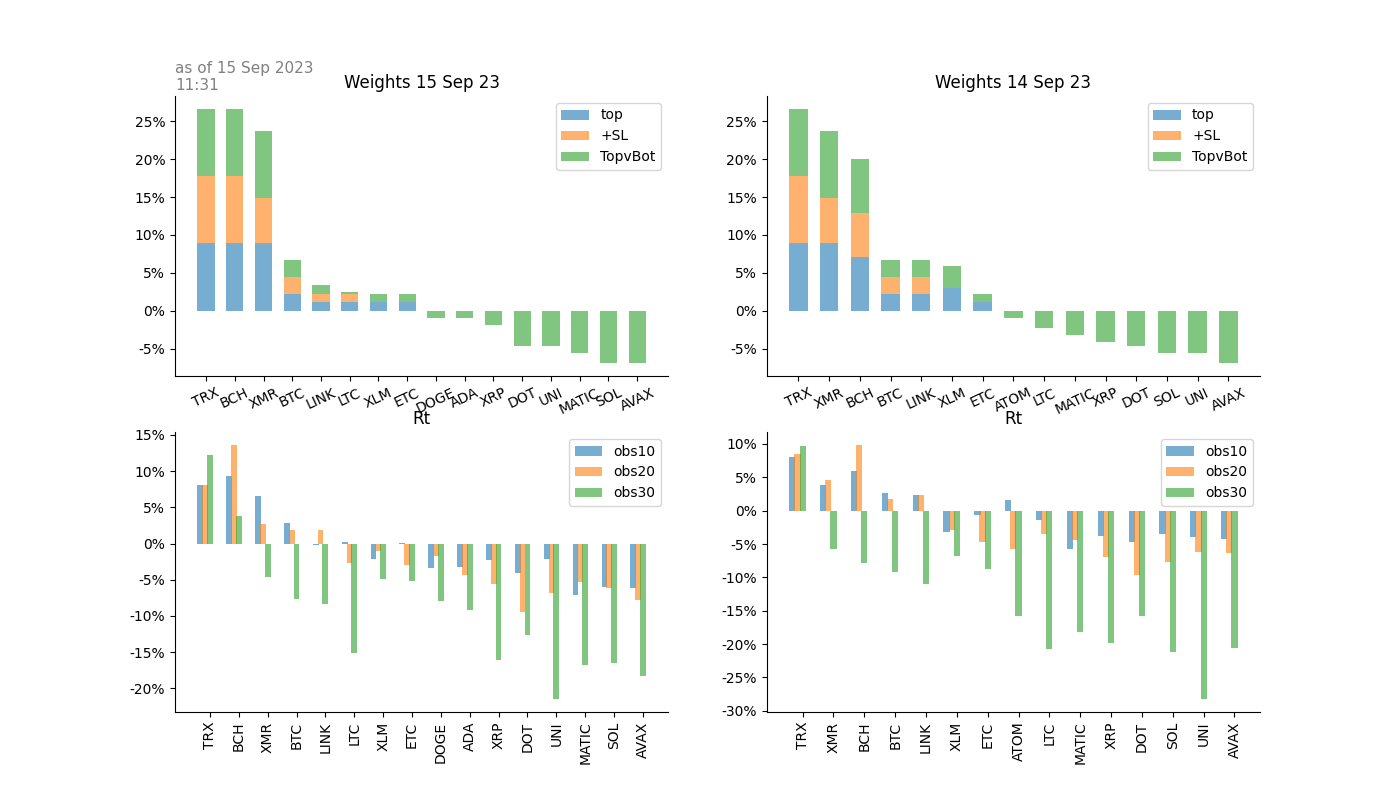 as of 15 Sep 2023
11:31
Weights 15 Sep 23
25%
20%
15%
10%
5%
0%
-5%
top
+SL
TopvBot
TRX BCH XMR BTC LINK LTC XLM ETC DOGE ADA XRP DOT UNI MATIC SOL AVAX
Weights 14 Sep 23
25%
20%
15%
10%
5%
0%
-5%
top
+SL
TopvBot
TRX XMR BCH BTC LINK XLM ETC ATOM LTC MATIC XRP DOT SOL UNI AVAX
Rt
15%
10%
5%
0%
-5%
-10%
-15%
-20%
obs10
obs20
obs30
TRX BCH XMR BTC LINK LTC XLM ETC DOGE ADA XRP DOT UNI MATIC SOL AVAX
Rt
10%
5%
0%
-5%
-10%
-15%
-20%
-25%
-30%
obs10
obs20
obs30
TRX XMR BCH BTC LINK XLM ETC ATOM LTC MATIC XRP DOT SOL UNI AVAX